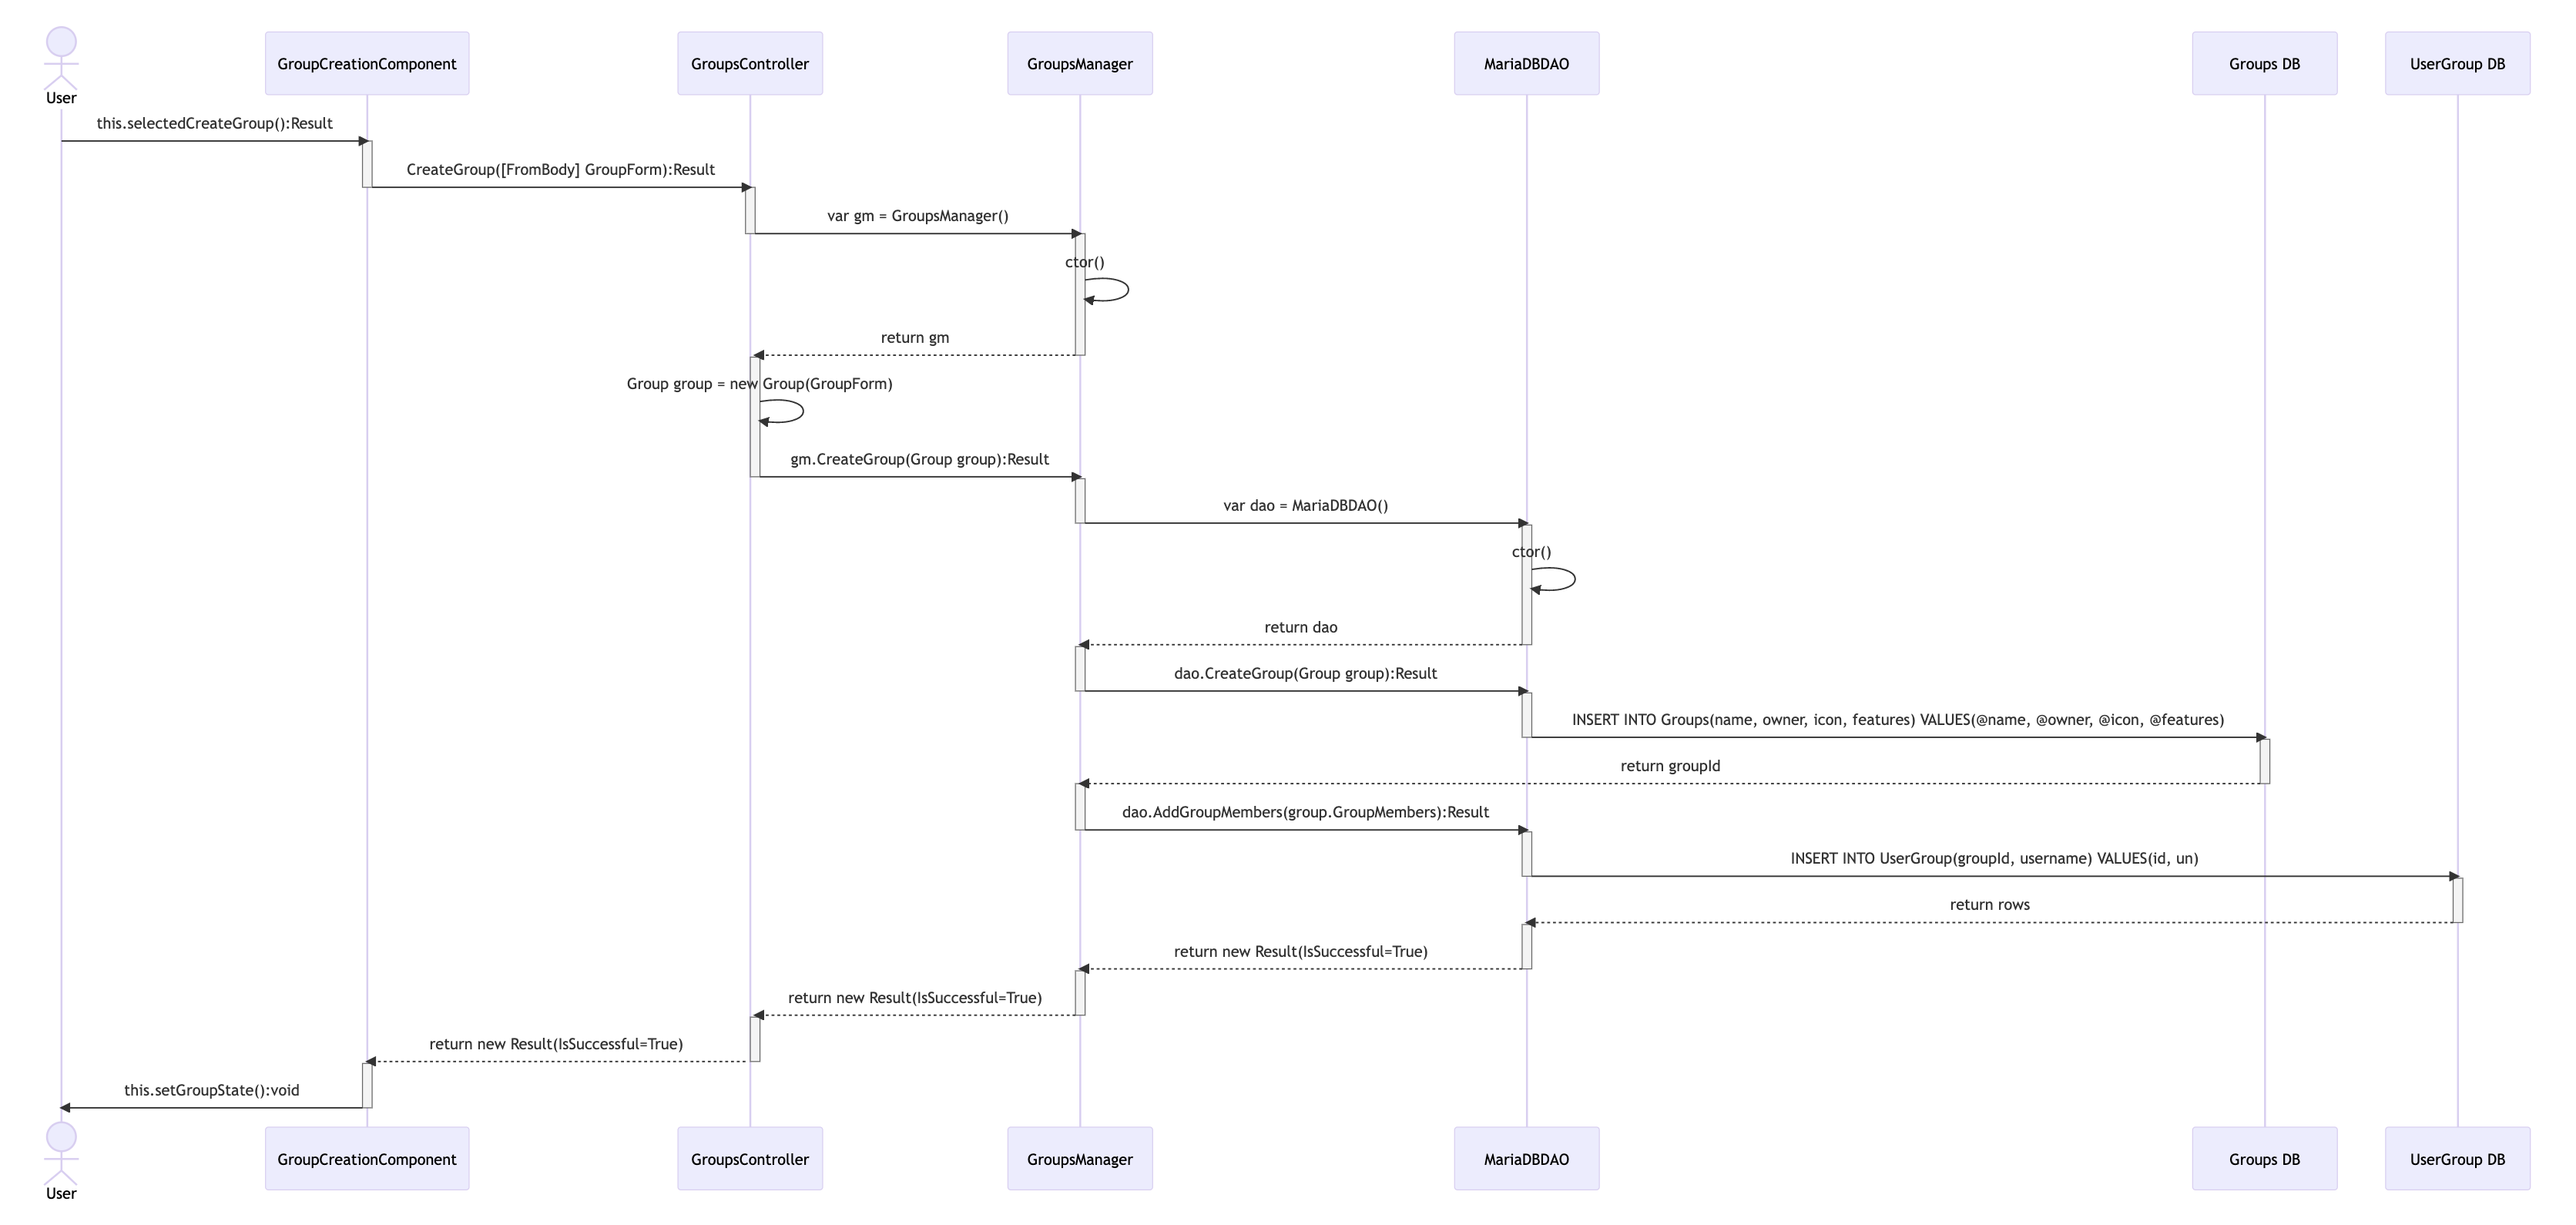 User
GroupCreationComponent
GroupsController
GroupsManager
MariaDBDAO
Groups DB
UserGroup DB
this.selectedCreateGroup():Result
CreateGroup([FromBody] GroupForm):Result
var gm = GroupsManager()
ctor()
return gm
Group group = new Group(GroupForm)
gm.CreateGroup(Group group):Result
var dao = MariaDBDAO()
ctor()
return dao
dao.CreateGroup(Group group):Result
INSERT INTO Groups(name, owner, icon, features) VALUES(@name, @owner, @icon, @features)
return groupId
dao.AddGroupMembers(group.GroupMembers):Result
INSERT INTO UserGroup(groupId, username) VALUES(id, un)
return rows
return new Result(IsSuccessful=True)
return new Result(IsSuccessful=True)
return new Result(IsSuccessful=True)
this.setGroupState():void
User
GroupCreationComponent
GroupsController
GroupsManager
MariaDBDAO
Groups DB
UserGroup DB